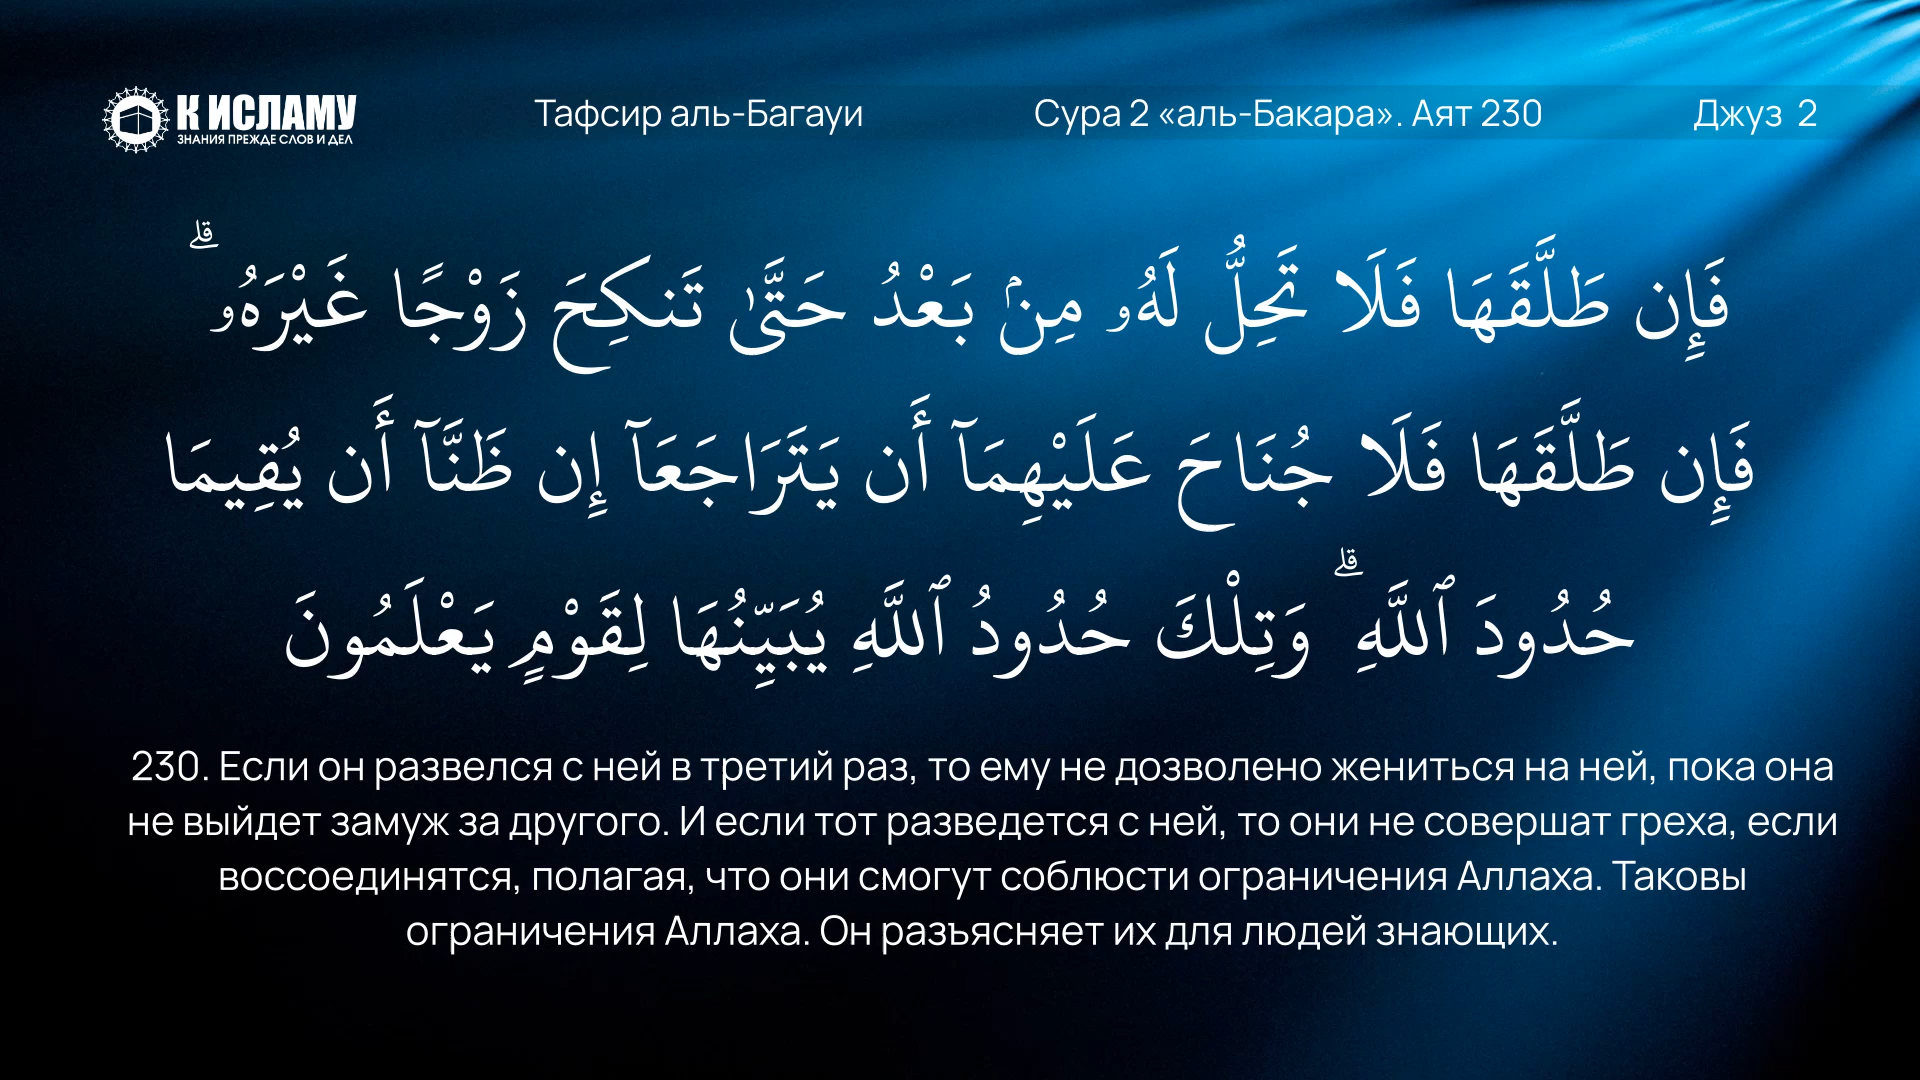 К ИСЛАМУ
ЗНАНИЯ ПРЕЖДЕ СЛОВ И ДЕЛ
Тафсир аль-Багауи
Сура 2 «аль-Бакара». Аят 230
Джуз 2
فَإِن طَلَّقَهَا فَلَا تَحِلُّ لَهُۥ مِنۢ بَعْدُ حَتَّىٰ تَنكِحَ زَوْجًا غَيْرَهُۥ ۗ
فَإِن طَلَّقَهَا فَلَا جُنَاحَ عَلَيْهِمَآ أَن يَتَرَاجَعَآ إِن ظَنَّآ أَن يُقِيمَا
حُدُودَ ٱللَّهِ ۗ وَتِلْكَ حُدُودُ ٱللَّهِ يُبَيِّنُهَا لِقَوْمٍ يَعْلَمُونَ
230. Если он развелся с ней в третий раз, то ему не дозволено жениться на ней, пока она
не выйдет замуж за другого. И если тот разведется с ней, то они не совершат греха, если
воссоединятся, полагая, что они смогут соблюсти ограничения Аллаха. Таковы
ограничения Аллаха. Он разъясняет их для людей знающих.